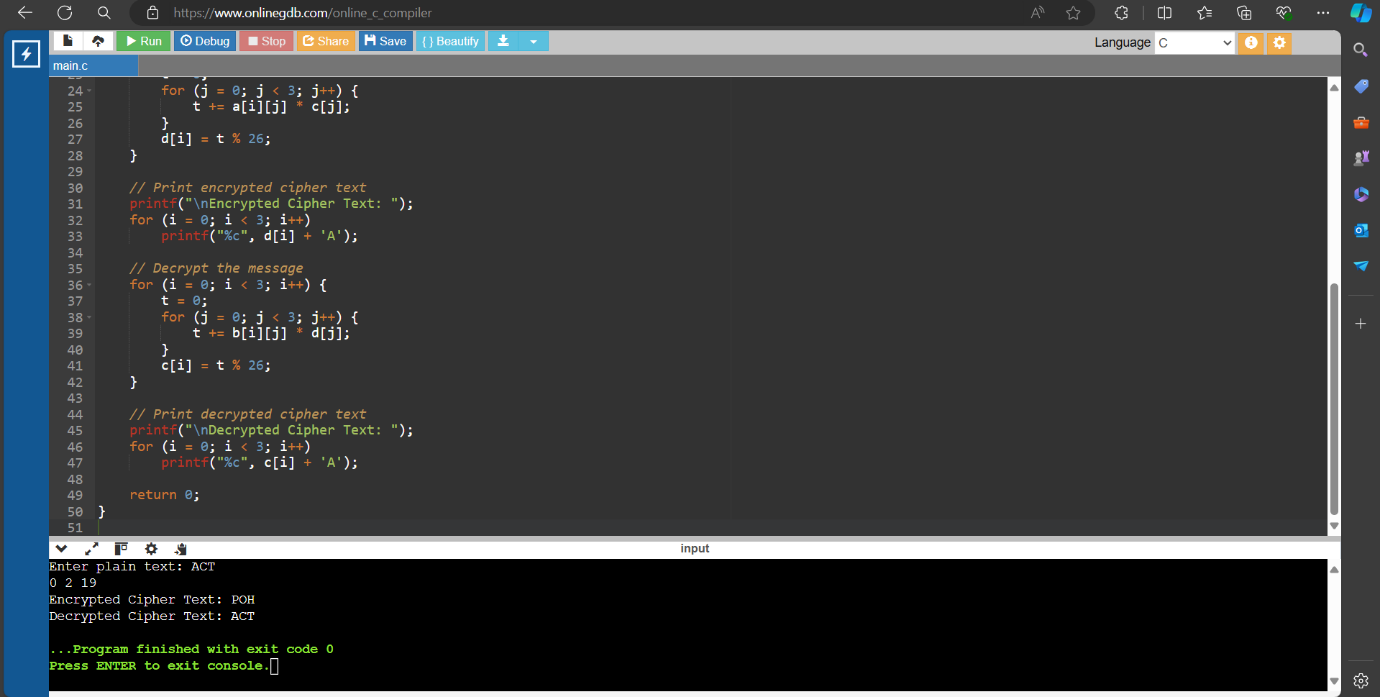 https://www.onlinegdb.com/online_c_compiler
Run Debug Stop Share Save { } Beautify Language C
main.c
24 for (j = 0; j < 3; j++) {
25 t += a[i][j] * c[j];
26 }
27 d[i] = t % 26;
28 }
29
30 // Print encrypted cipher text
31 printf("\nEncrypted Cipher Text: ");
32 for (i = 0; i < 3; i++)
33 printf("%c", d[i] + 'A');
34
35 // Decrypt the message
36 for (i = 0; i < 3; i++) {
37 t = 0;
38 for (j = 0; j < 3; j++) {
39 t += b[i][j] * d[j];
40 }
41 c[i] = t % 26;
42 }
43
44 // Print decrypted cipher text
45 printf("\nDecrypted Cipher Text: ");
46 for (i = 0; i < 3; i++)
47 printf("%c", c[i] + 'A');
48
49 return 0;
50 }
51
input
Enter plain text: ACT
0 2 19
Encrypted Cipher Text: POH
Decrypted Cipher Text: ACT
...Program finished with exit code 0
Press ENTER to exit console.